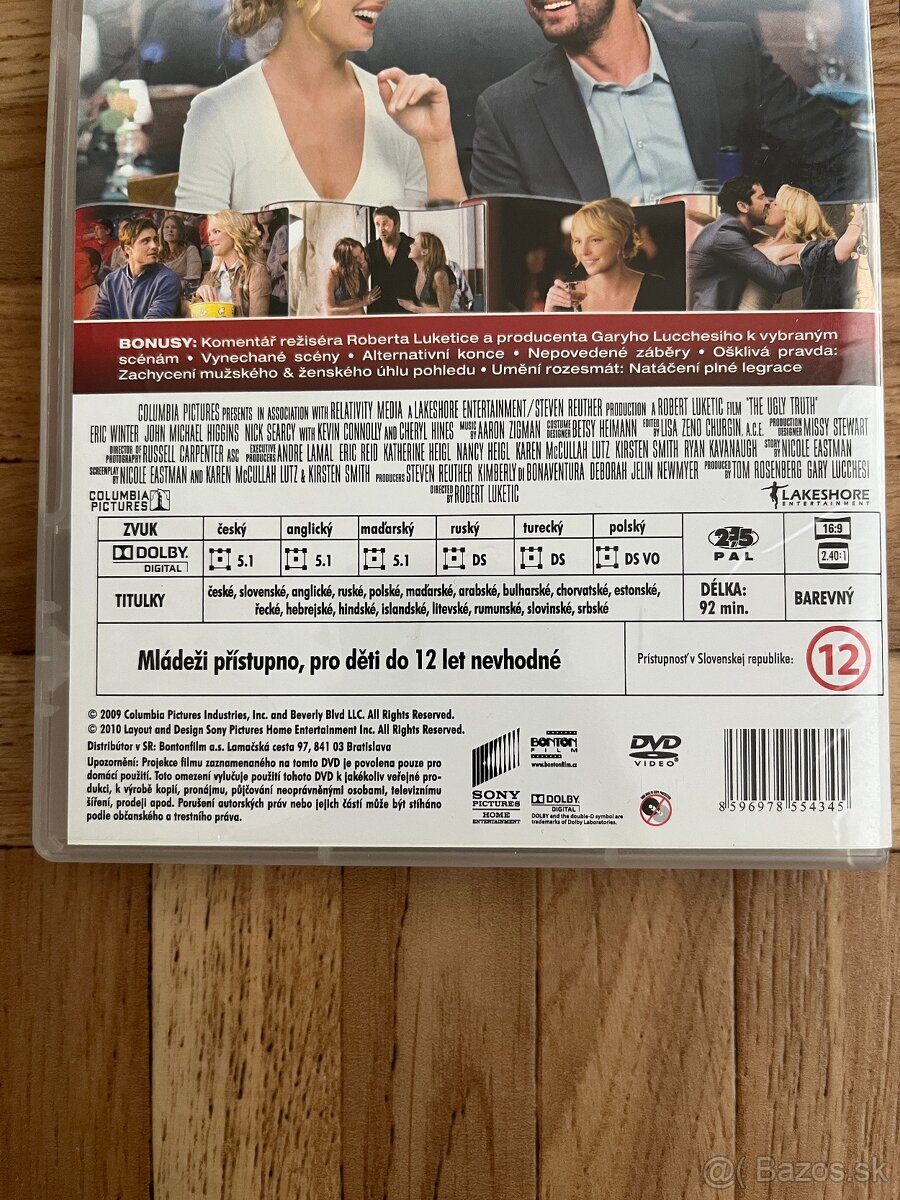 BONUSY: Komentář režiséra Roberta Luketice a producenta Garyho Lucchesiho k vybraným
scénám • Vynechané scény • Alternativní konce • Nepovedené záběry • Ošklivá pravda:
Zachycení mužského & ženského úhlu pohledu • Umění rozesmát: Natáčení plné legrace
COLUMBIA PICTURES PRESENTS IN ASSOCIATION WITH RELATIVITY MEDIA A LAKESHORE ENTERTAINMENT/STEVEN REUTHER PRODUCTION A ROBERT LUKETIC FILM "THE UGLY TRUTH"
ERIC WINTER JOHN MICHAEL HIGGINS NICK SEARCY WITH KEVIN CONNOLLY AND CHERYL HINES MUSIC BY AARON ZIGMAN COSTUME DESIGNER BETSY HEIMANN EDITED BY LISA ZENO CHURGIN, A.C.E. PRODUCTION DESIGNER MISSY STEWART
DIRECTOR OF PHOTOGRAPHY RUSSELL CARPENTER ASC EXECUTIVE PRODUCERS ANDRE LAMAL ERIC REID KATHERINE HEIGL NANCY HEIGL KAREN McCULLAH LUTZ KIRSTEN SMITH RYAN KAVANAUGH STORY BY NICOLE EASTMAN
SCREENPLAY BY NICOLE EASTMAN AND KAREN McCULLAH LUTZ & KIRSTEN SMITH PRODUCERS STEVEN REUTHER KIMBERLY DI BONAVENTURA DEBORAH JELIN NEWMYER PRODUCED BY TOM ROSENBERG GARY LUCCHESI
DIRECTED BY ROBERT LUKETIC
COLUMBIA
PICTURES
LAKESHORE
ENTERTAINMENT
ZVUK český anglický maďarský ruský turecký polský
DOLBY
DIGITAL
5.1 5.1 5.1 DS DS DS VO
2 5
PAL
16:9
2.40:1
TITULKY
české, slovenské, anglické, ruské, polské, maďarské, arabské, bulharské, chorvatské, estonské,
řecké, hebrejské, hindské, islandské, litevské, rumunské, slovinské, srbské
DÉLKA:
92 min.
BAREVNÝ
Mládeži přístupno, pro děti do 12 let nevhodné
Prístupnosť v Slovenskej republike:
12
© 2009 Columbia Pictures Industries, Inc. and Beverly Blvd LLC. All Rights Reserved.
© 2010 Layout and Design Sony Pictures Home Entertainment Inc. All Rights Reserved.
Distribútor v SR: Bontonfilm a.s. Lamačská cesta 97, 841 03 Bratislava
Upozornění: Projekce filmu zaznamenaného na tomto DVD je povolena pouze pro
domácí použití. Toto omezení vylučuje použití tohoto DVD k jakékoliv veřejné pro-
dukci, k výrobě kopií, pronájmu, půjčování neoprávněnými osobami, televiznímu
šíření, prodeji apod. Porušení autorských práv nebo jejich částí může být stíháno
podle občanského a trestního práva.
SONY
PICTURES
HOME
ENTERTAINMENT
BONTON
FILM
www.bontonfilm.cz
DOLBY
DIGITAL
DOLBY and the double-D symbol are
trademarks of Dolby Laboratories.
DVD
VIDEO
8 596978 554345
@( Bazos.sk